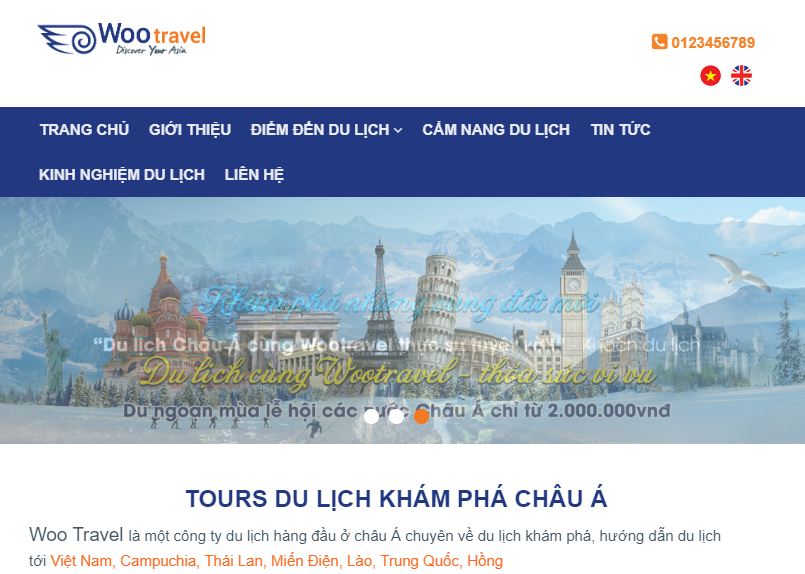 Woo travel
Discover Your Asia
0123456789
TRANG CHỦ GIỚI THIỆU ĐIỂM ĐẾN DU LỊCH CẨM NANG DU LỊCH TIN TỨC
KINH NGHIỆM DU LỊCH LIÊN HỆ
Khám phá những vùng đất mới
“Du lịch Châu Á cùng Wootravel thực sự tuyệt vời” - Khách du lịch
Du lịch cùng Wootravel - thỏa sức vi vu
Du ngoạn mùa lễ hội các nước Châu Á chỉ từ 2.000.000vnđ
TOURS DU LỊCH KHÁM PHÁ CHÂU Á
Woo Travel là một công ty du lịch hàng đầu ở châu Á chuyên về du lịch khám phá, hướng dẫn du lịch
tới Việt Nam, Campuchia, Thái Lan, Miến Điện, Lào, Trung Quốc, Hồng